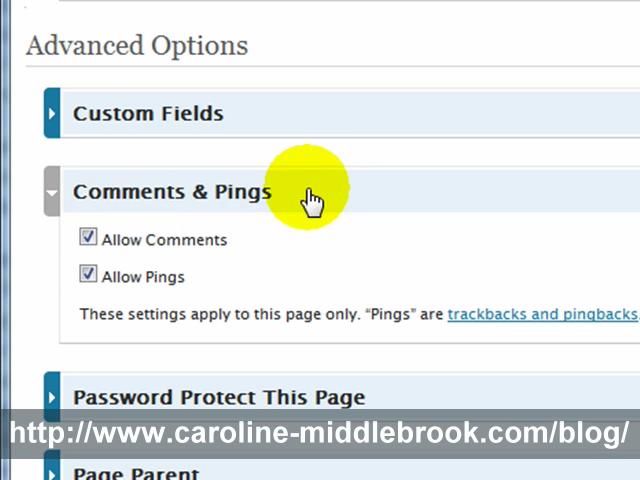 Advanced Options
Custom Fields
Comments & Pings
Allow Comments
Allow Pings
These settings apply to this page only. “Pings” are trackbacks and pingbacks.
Password Protect This Page
http://www.caroline-middlebrook.com/blog/
Page Parent